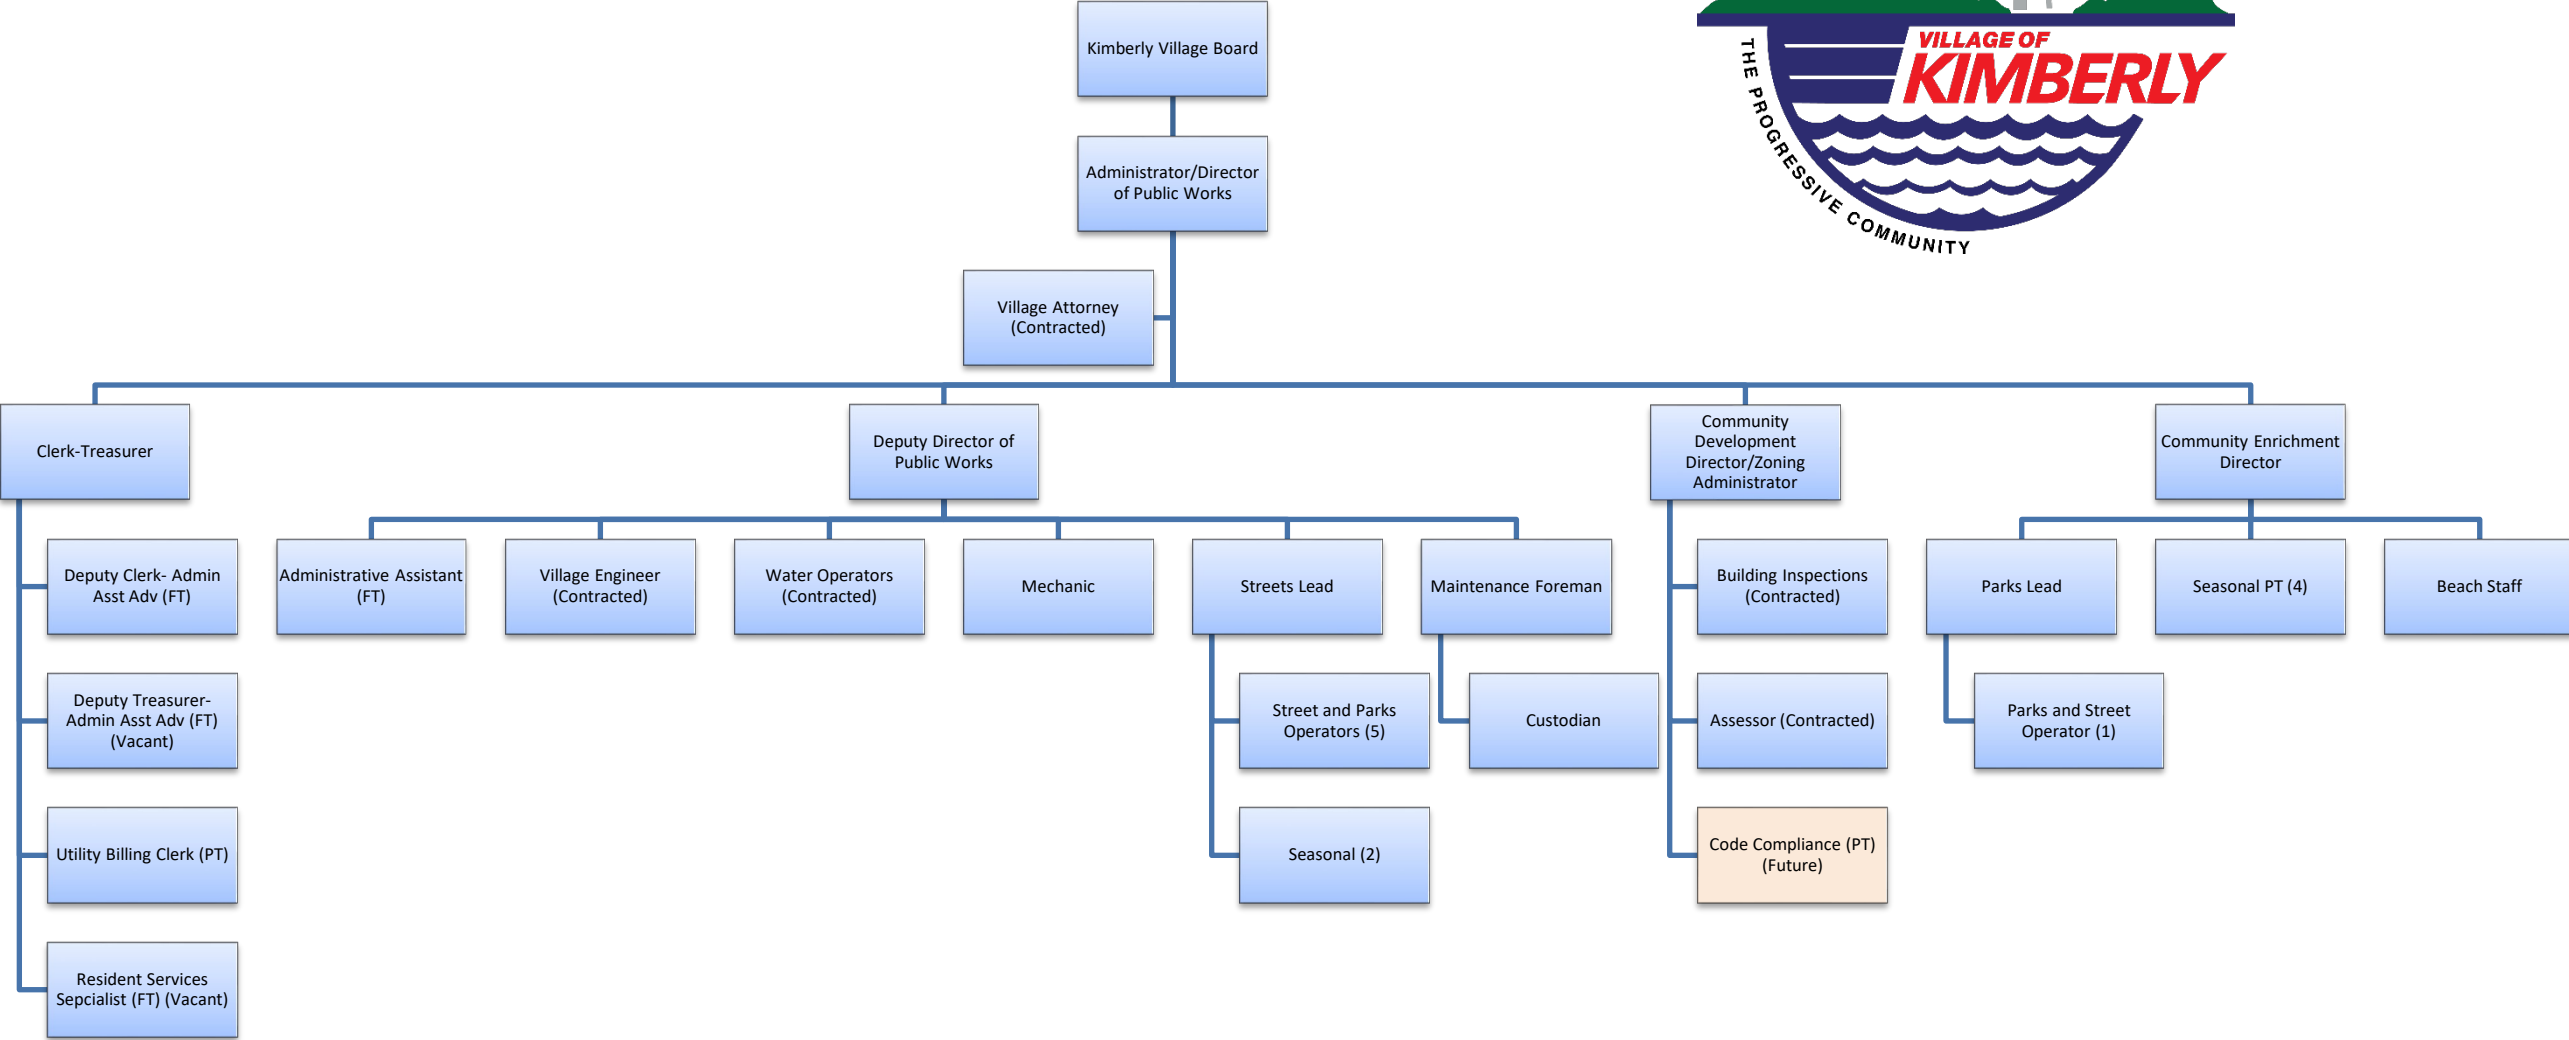 Kimberly Village Board
VILLAGE OF
KIMBERLY
THE PROGRESSIVE COMMUNITY
Administrator/Director
of Public Works
Village Attorney
(Contracted)
Clerk-Treasurer
Deputy Director of
Public Works
Community
Development
Director/Zoning
Administrator
Community Enrichment
Director
Deputy Clerk- Admin
Asst Adv (FT)
Administrative Assistant
(FT)
Village Engineer
(Contracted)
Water Operators
(Contracted)
Mechanic
Streets Lead
Maintenance Foreman
Building Inspections
(Contracted)
Parks Lead
Seasonal PT (4)
Beach Staff
Deputy Treasurer-
Admin Asst Adv (FT)
(Vacant)
Street and Parks
Operators (5)
Custodian
Assessor (Contracted)
Parks and Street
Operator (1)
Utility Billing Clerk (PT)
Seasonal (2)
Code Compliance (PT)
(Future)
Resident Services
Sepcialist (FT) (Vacant)